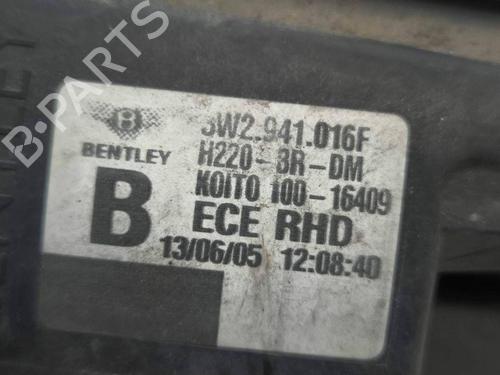 B-PARTS
3W2.941.016F
BENTLEY
H220-3R-DM
KOITO 100-16409
B
ECE RHD
13/06/05 12:08:40